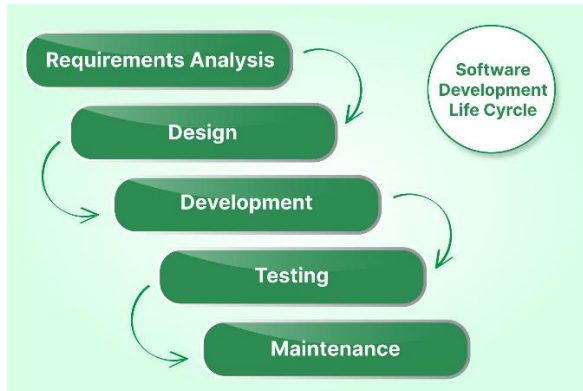 Requirements Analysis
Software
Development
Life Cyrcle
Design
Development
Testing
Maintenance